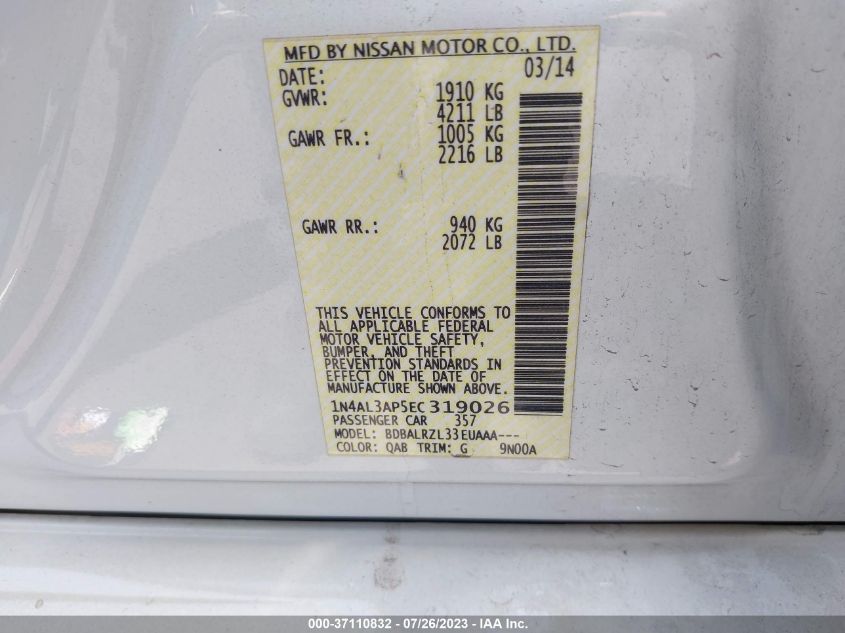 MFD BY NISSAN MOTOR CO., LTD.
DATE: 03/14
GVWR: 1910 KG
4211 LB
GAWR FR.: 1005 KG
2216 LB
GAWR RR.: 940 KG
2072 LB
THIS VEHICLE CONFORMS TO
ALL APPLICABLE FEDERAL
MOTOR VEHICLE SAFETY,
BUMPER, AND THEFT
PREVENTION STANDARDS IN
EFFECT ON THE DATE OF
MANUFACTURE SHOWN ABOVE.
1N4AL3AP5EC319026
PASSENGER CAR 357
MODEL: BDBALRZL33EUAAA---
COLOR: QAB TRIM: G 9N00A
000-37110832 - 07/26/2023 - IAAI.com